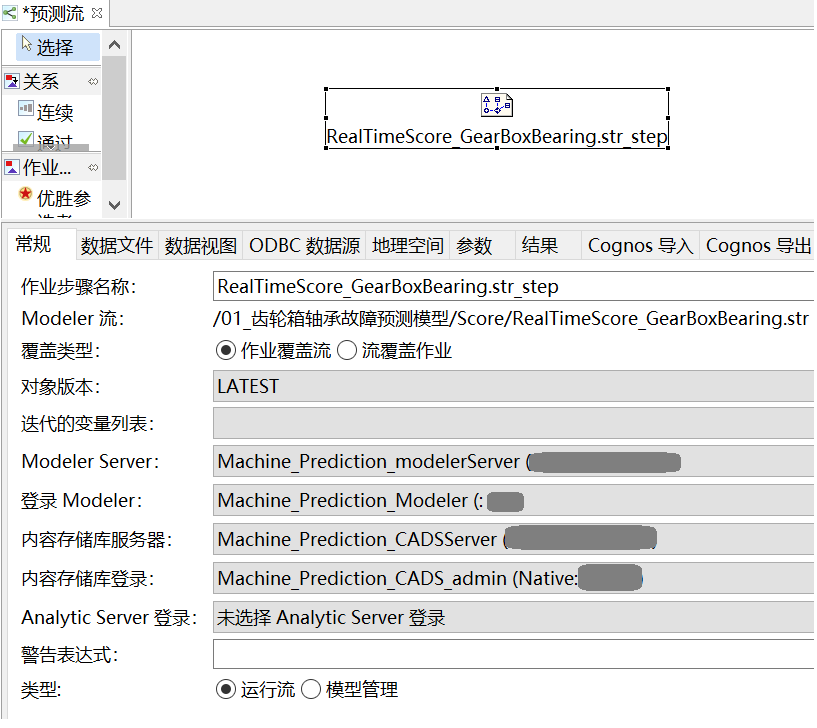 *预测流
选择
关系
连续
通过
作业...
优胜参
RealTimeScore_GearBoxBearing.str_step
常规 数据文件 数据视图 ODBC 数据源 地理空间 参数 结果 Cognos 导入 Cognos 导出
作业步骤名称: RealTimeScore_GearBoxBearing.str_step
Modeler 流: /01_齿轮箱轴承故障预测模型/Score/RealTimeScore_GearBoxBearing.str
覆盖类型: 作业覆盖流 流覆盖作业
对象版本: LATEST
迭代的变量列表:
Modeler Server: Machine_Prediction_modelerServer (
登录 Modeler: Machine_Prediction_Modeler (:
内容存储库服务器: Machine_Prediction_CADSServer (
内容存储库登录: Machine_Prediction_CADS_admin (Native:
Analytic Server 登录: 未选择 Analytic Server 登录
警告表达式:
类型: 运行流 模型管理